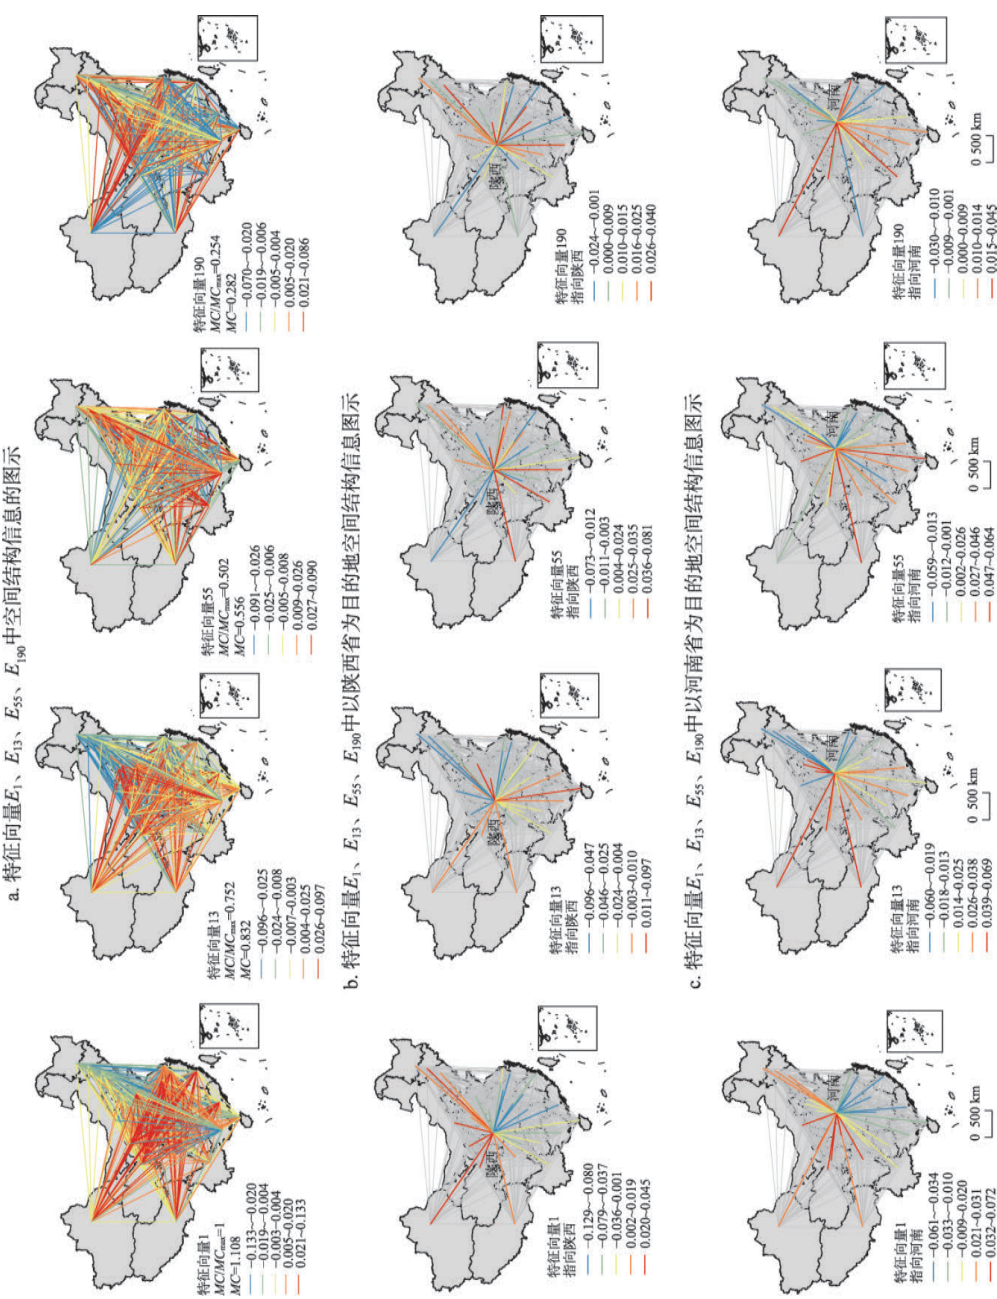 a. 特征向量E₁、E₁₃、E₅₅、E₁₉₀中空间结构信息的图示
特征向量1
MC/MCmax=1
MC=1.108
−0.133~−0.020
−0.019~−0.004
−0.003~0.004
0.005~0.020
0.021~0.133
特征向量13
MC/MCmax=0.752
MC=0.832
−0.096~−0.025
−0.024~−0.008
−0.007~0.003
0.004~0.025
0.026~0.097
特征向量55
MC/MCmax=0.502
MC=0.556
−0.091~−0.026
−0.025~−0.006
−0.005~0.008
0.009~0.026
0.027~0.090
特征向量190
MC/MCmax=0.254
MC=0.282
−0.070~−0.020
−0.019~−0.006
−0.005~0.004
0.005~0.020
0.021~0.086
b. 特征向量E₁、E₁₃、E₅₅、E₁₉₀中以陕西省为目的地空间结构信息图示
陕西
特征向量1
指向陕西
−0.129~−0.080
−0.079~−0.037
−0.036~0.001
0.002~0.019
0.020~0.045
陕西
特征向量13
指向陕西
−0.096~−0.047
−0.046~−0.025
−0.024~−0.004
−0.003~0.010
0.011~0.097
陕西
特征向量55
指向陕西
−0.073~−0.012
−0.011~0.003
0.004~0.024
0.025~0.035
0.036~0.081
陕西
特征向量190
指向陕西
−0.024~−0.001
0.000~0.009
0.010~0.015
0.016~0.025
0.026~0.040
c. 特征向量E₁、E₁₃、E₅₅、E₁₉₀中以河南省为目的地空间结构信息图示
河南
特征向量1
指向河南
−0.061~−0.034
−0.033~−0.010
−0.009~0.020
0.021~0.031
0.032~0.072
0 500 km
河南
特征向量13
指向河南
−0.060~−0.019
−0.018~0.013
0.014~0.025
0.026~0.038
0.039~0.069
0 500 km
河南
特征向量55
指向河南
−0.059~−0.013
−0.012~0.001
0.002~0.026
0.027~0.046
0.047~0.064
0 500 km
河南
特征向量190
指向河南
−0.030~−0.010
−0.009~−0.001
0.000~0.009
0.010~0.014
0.015~0.045
0 500 km